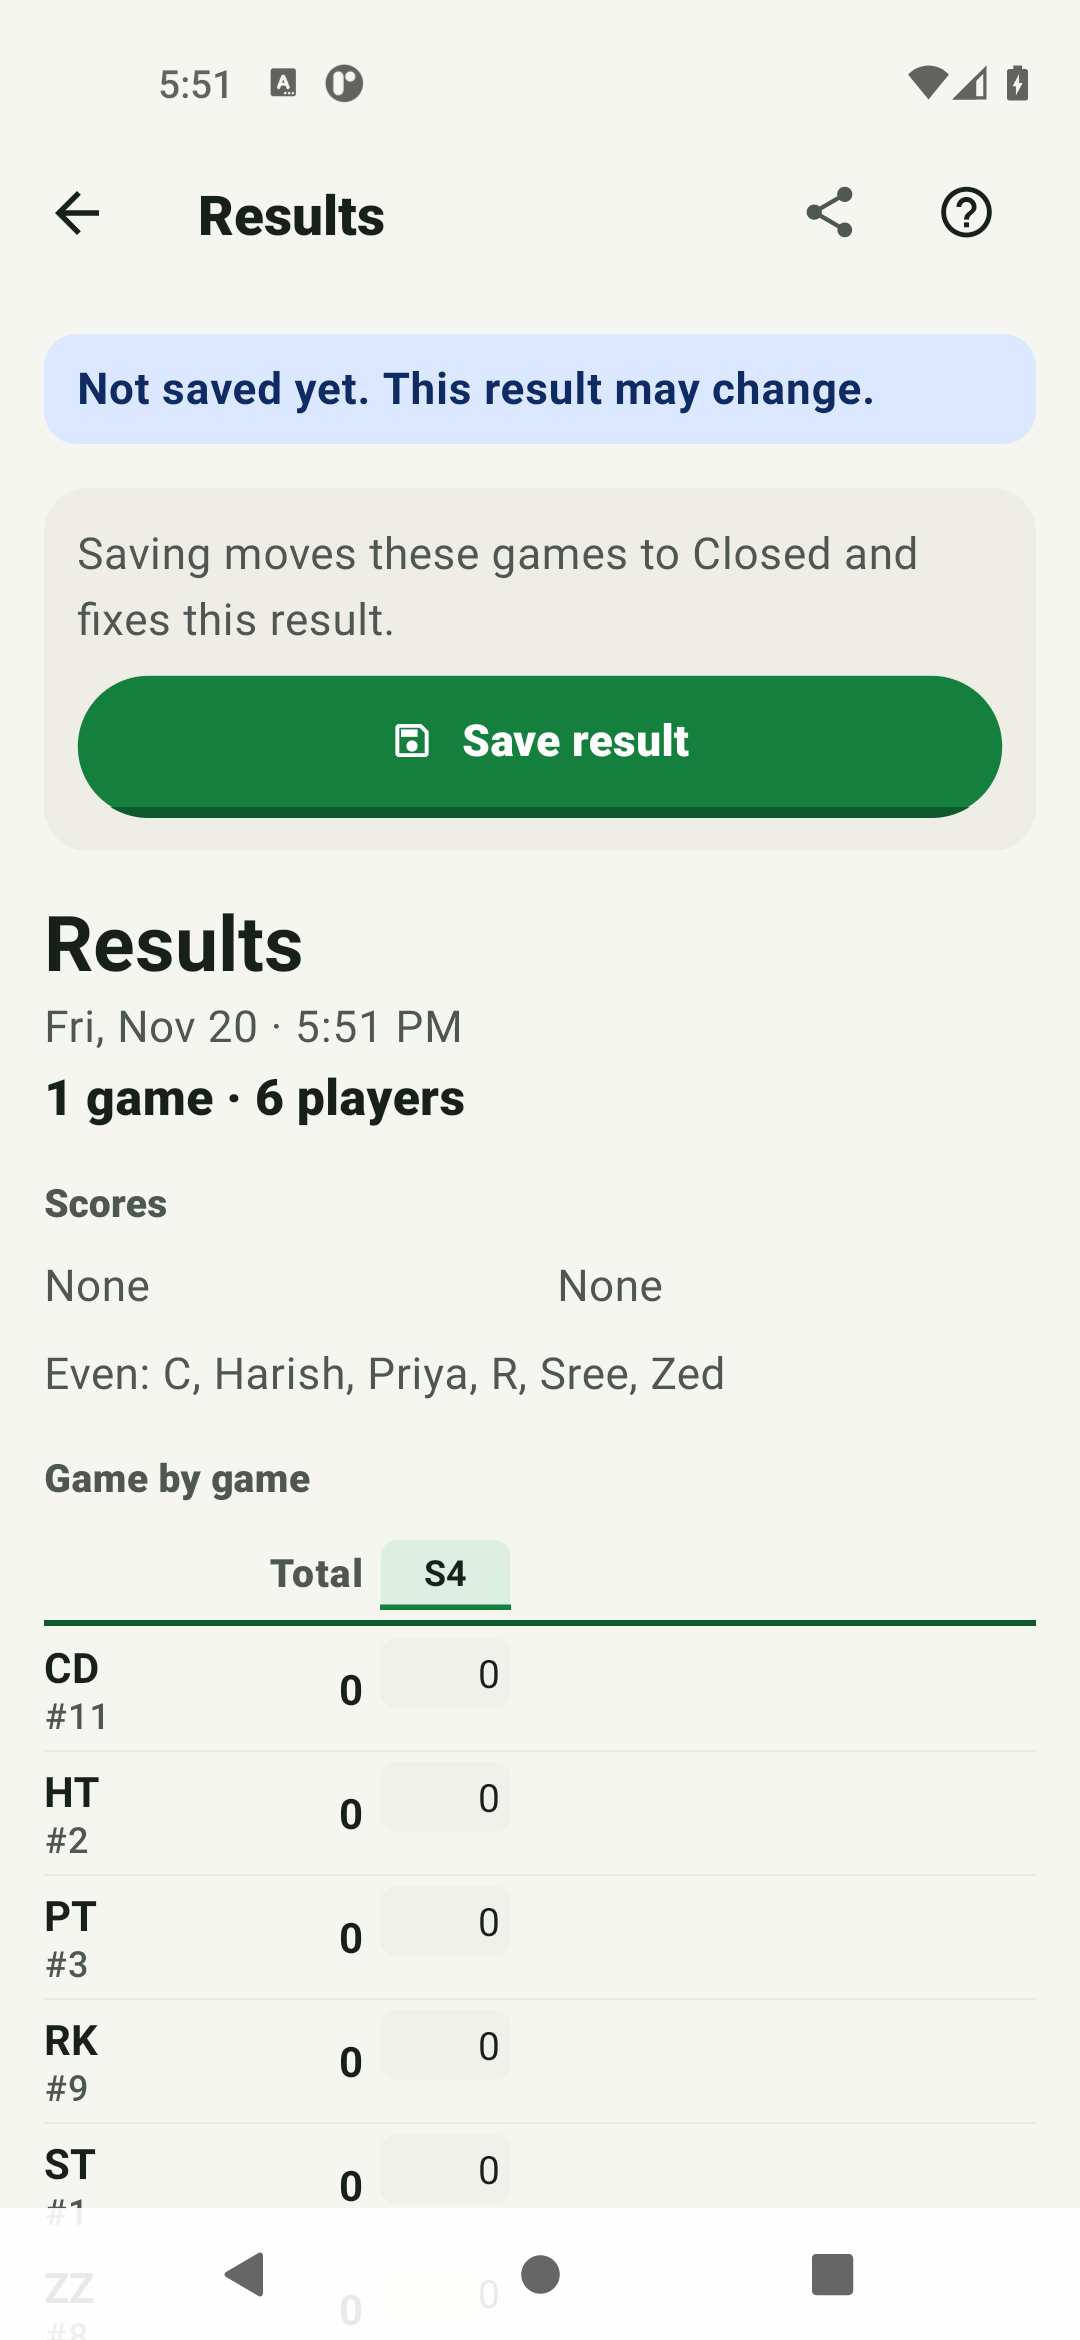 5:51
Results
Not saved yet. This result may change.
Saving moves these games to Closed and
fixes this result.
Save result
Results
Fri, Nov 20 · 5:51 PM
1 game · 6 players
Scores
None None
Even: C, Harish, Priya, R, Sree, Zed
Game by game
Total S4
CD 0 0
#11
HT 0 0
#2
PT 0 0
#3
RK 0 0
#9
ST 0 0
#1
ZZ 0 0
#8